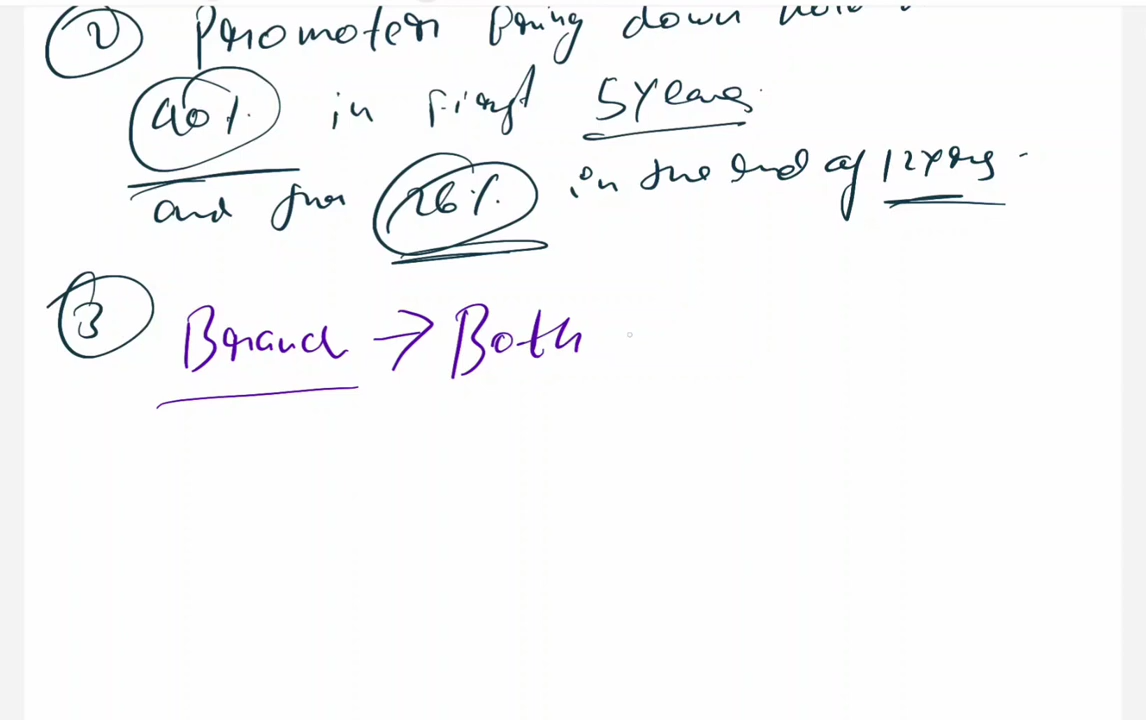 2 Promoter bring down
40% in first 5 Years.
and for 26% in the end of 12 Yrs.
3 Brand → Both